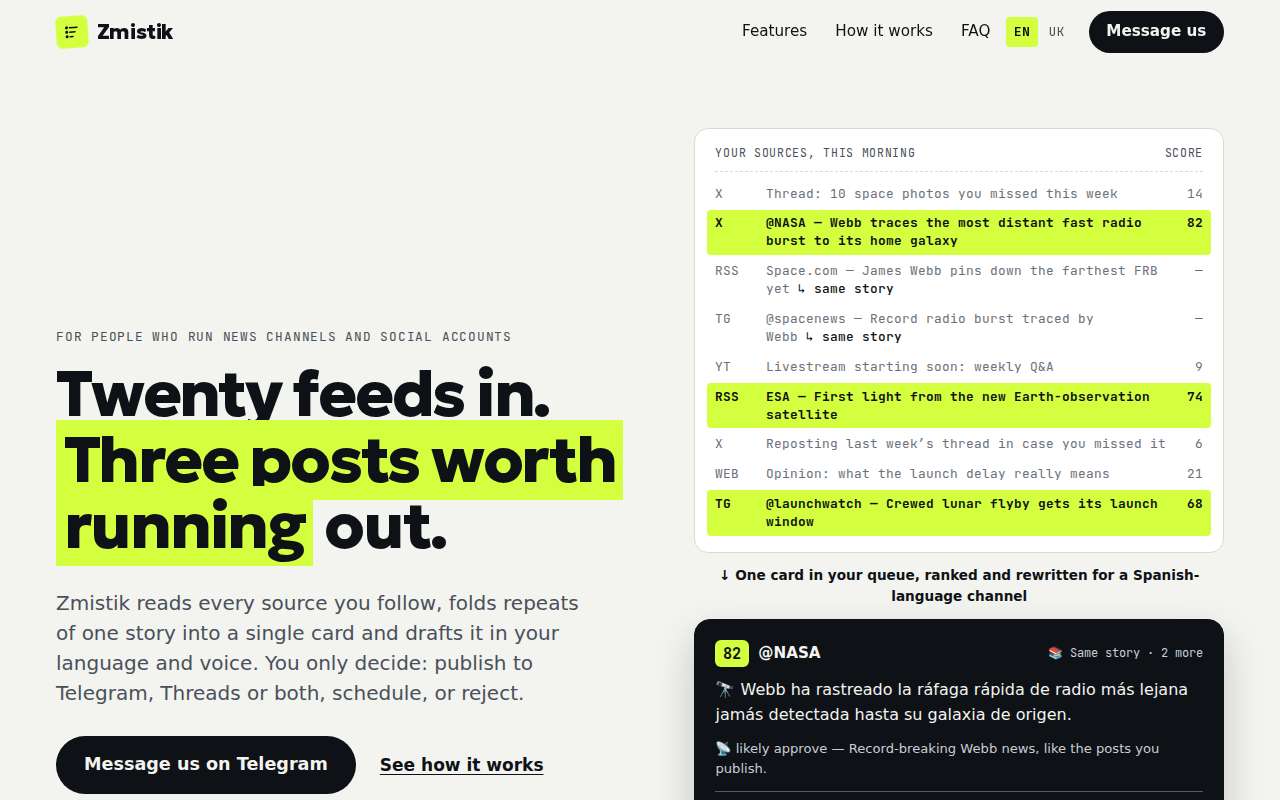 Zmistik
Features
How it works
FAQ
EN
UK
Message us
FOR PEOPLE WHO RUN NEWS CHANNELS AND SOCIAL ACCOUNTS
Twenty feeds in.
Three posts worth
running out.
Zmistik reads every source you follow, folds repeats
of one story into a single card and drafts it in your
language and voice. You only decide: publish to
Telegram, Threads or both, schedule, or reject.
Message us on Telegram
See how it works
YOUR SOURCES, THIS MORNING SCORE
X Thread: 10 space photos you missed this week 14
X @NASA — Webb traces the most distant fast radio 82
burst to its home galaxy
RSS Space.com — James Webb pins down the farthest FRB —
yet ↳ same story
TG @spacenews — Record radio burst traced by —
Webb ↳ same story
YT Livestream starting soon: weekly Q&A 9
RSS ESA — First light from the new Earth-observation 74
satellite
X Reposting last week’s thread in case you missed it 6
WEB Opinion: what the launch delay really means 21
TG @launchwatch — Crewed lunar flyby gets its launch 68
window
↓ One card in your queue, ranked and rewritten for a Spanish-
language channel
82 @NASA 📚 Same story · 2 more
🔭 Webb ha rastreado la ráfaga rápida de radio más lejana
jamás detectada hasta su galaxia de origen.
📡 likely approve — Record-breaking Webb news, like the posts you
publish.